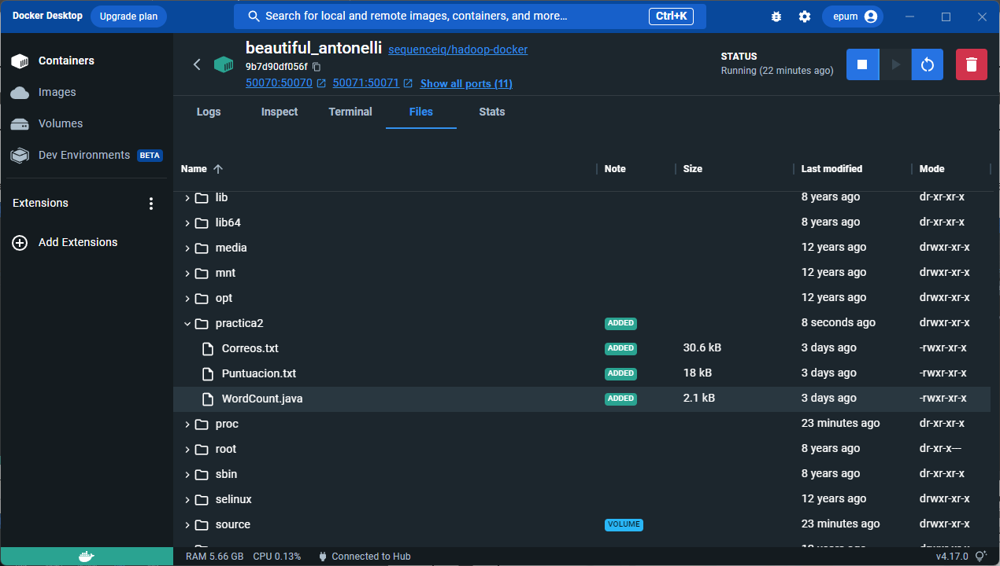 Docker Desktop Upgrade plan Search for local and remote images, containers, and more... Ctrl+K epum
Containers
Images
Volumes
Dev Environments BETA
Extensions
Add Extensions
beautiful_antonelli sequenceiq/hadoop-docker
9b7d90df056f
50070:50070 50071:50071 Show all ports (11)
STATUS
Running (22 minutes ago)
Logs Inspect Terminal Files Stats
Name Note Size Last modified Mode
lib 8 years ago dr-xr-xr-x
lib64 8 years ago dr-xr-xr-x
media 12 years ago drwxr-xr-x
mnt 12 years ago drwxr-xr-x
opt 12 years ago drwxr-xr-x
practica2 ADDED 8 seconds ago drwxr-xr-x
Correos.txt ADDED 30.6 kB 3 days ago -rwxr-xr-x
Puntuacion.txt ADDED 18 kB 3 days ago -rwxr-xr-x
WordCount.java ADDED 2.1 kB 3 days ago -rwxr-xr-x
proc 23 minutes ago dr-xr-xr-x
root 8 years ago dr-xr-x---
sbin 8 years ago dr-xr-xr-x
selinux 12 years ago drwxr-xr-x
source VOLUME 23 minutes ago drwxr-xr-x
RAM 5.66 GB CPU 0.13% Connected to Hub v4.17.0